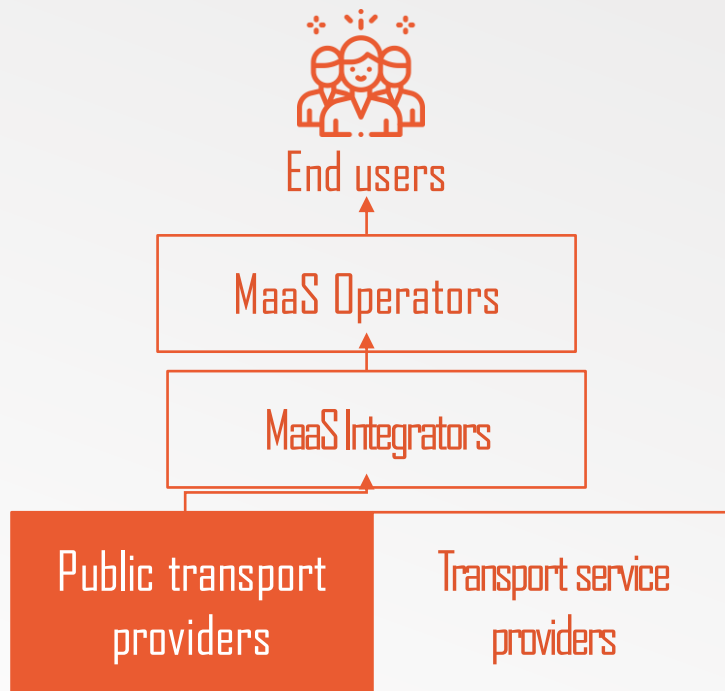 End users
MaaS Operators
MaaS Integrators
Public transport
providers
Transport service
providers